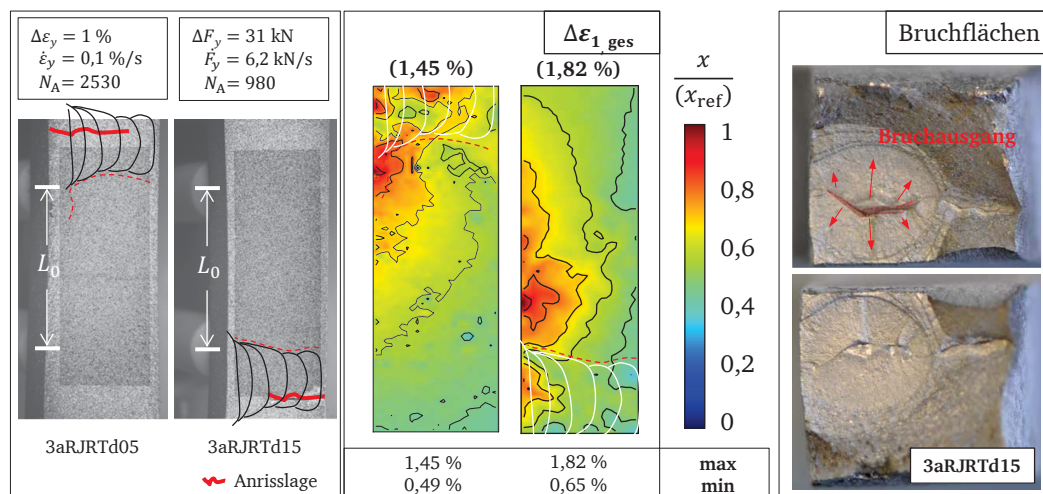 Δε_y = 1 %
ε̇_y = 0,1 %/s
N_A = 2530
ΔF_y = 31 kN
Ḟ_y = 6,2 kN/s
N_A = 980
L_0
L_0
3aRJRTd05
3aRJRTd15
Anrisslage
Δε_1,ges
(1,45 %)
(1,82 %)
x
(x_ref)
1
0,8
0,6
0,4
0,2
0
1,45 %
1,82 %
max
0,49 %
0,65 %
min
Bruchflächen
Bruchausgang
3aRJRTd15